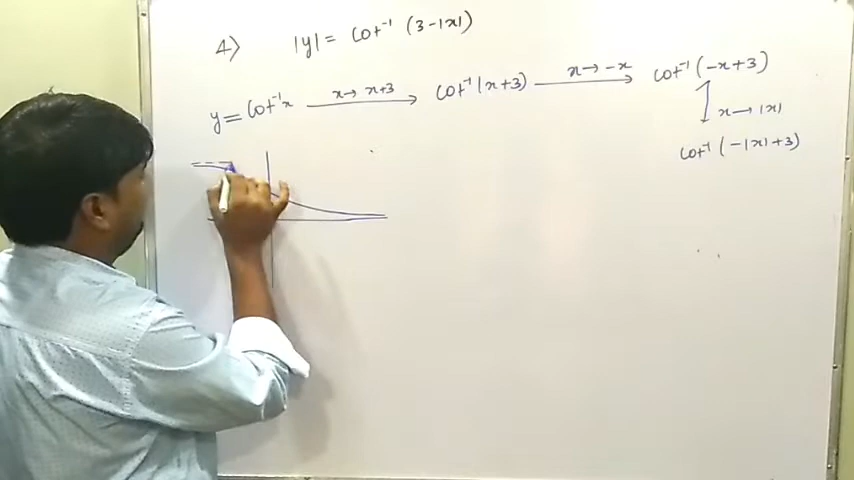 4) |y| = Cot⁻¹ (3-|x|)
y = Cot⁻¹x x → x+3 Cot⁻¹(x+3) x → -x Cot⁻¹(-x+3)
x → |x|
Cot⁻¹(-|x|+3)